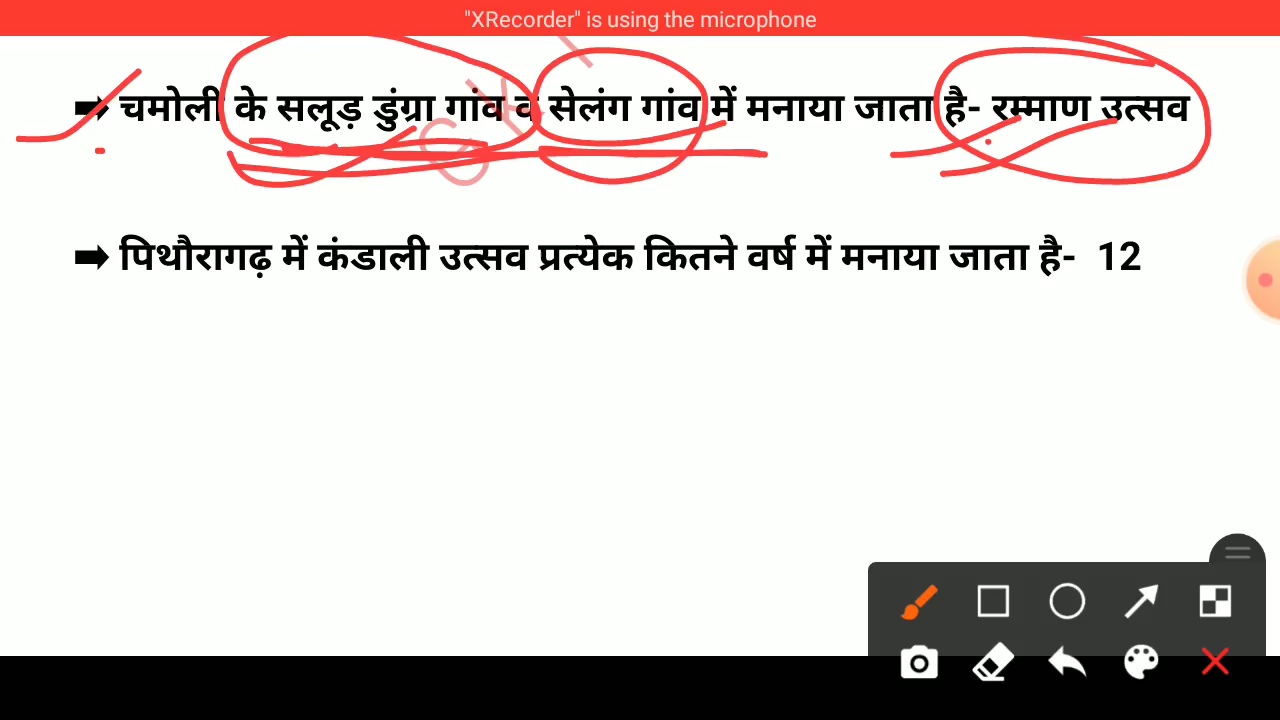 "XRecorder" is using the microphone
➡ चमोली के सलूड़ डुंग्रा गांव व सेलंग गांव में मनाया जाता है- रम्माण उत्सव
➡ पिथौरागढ़ में कंडाली उत्सव प्रत्येक कितने वर्ष में मनाया जाता है- 12